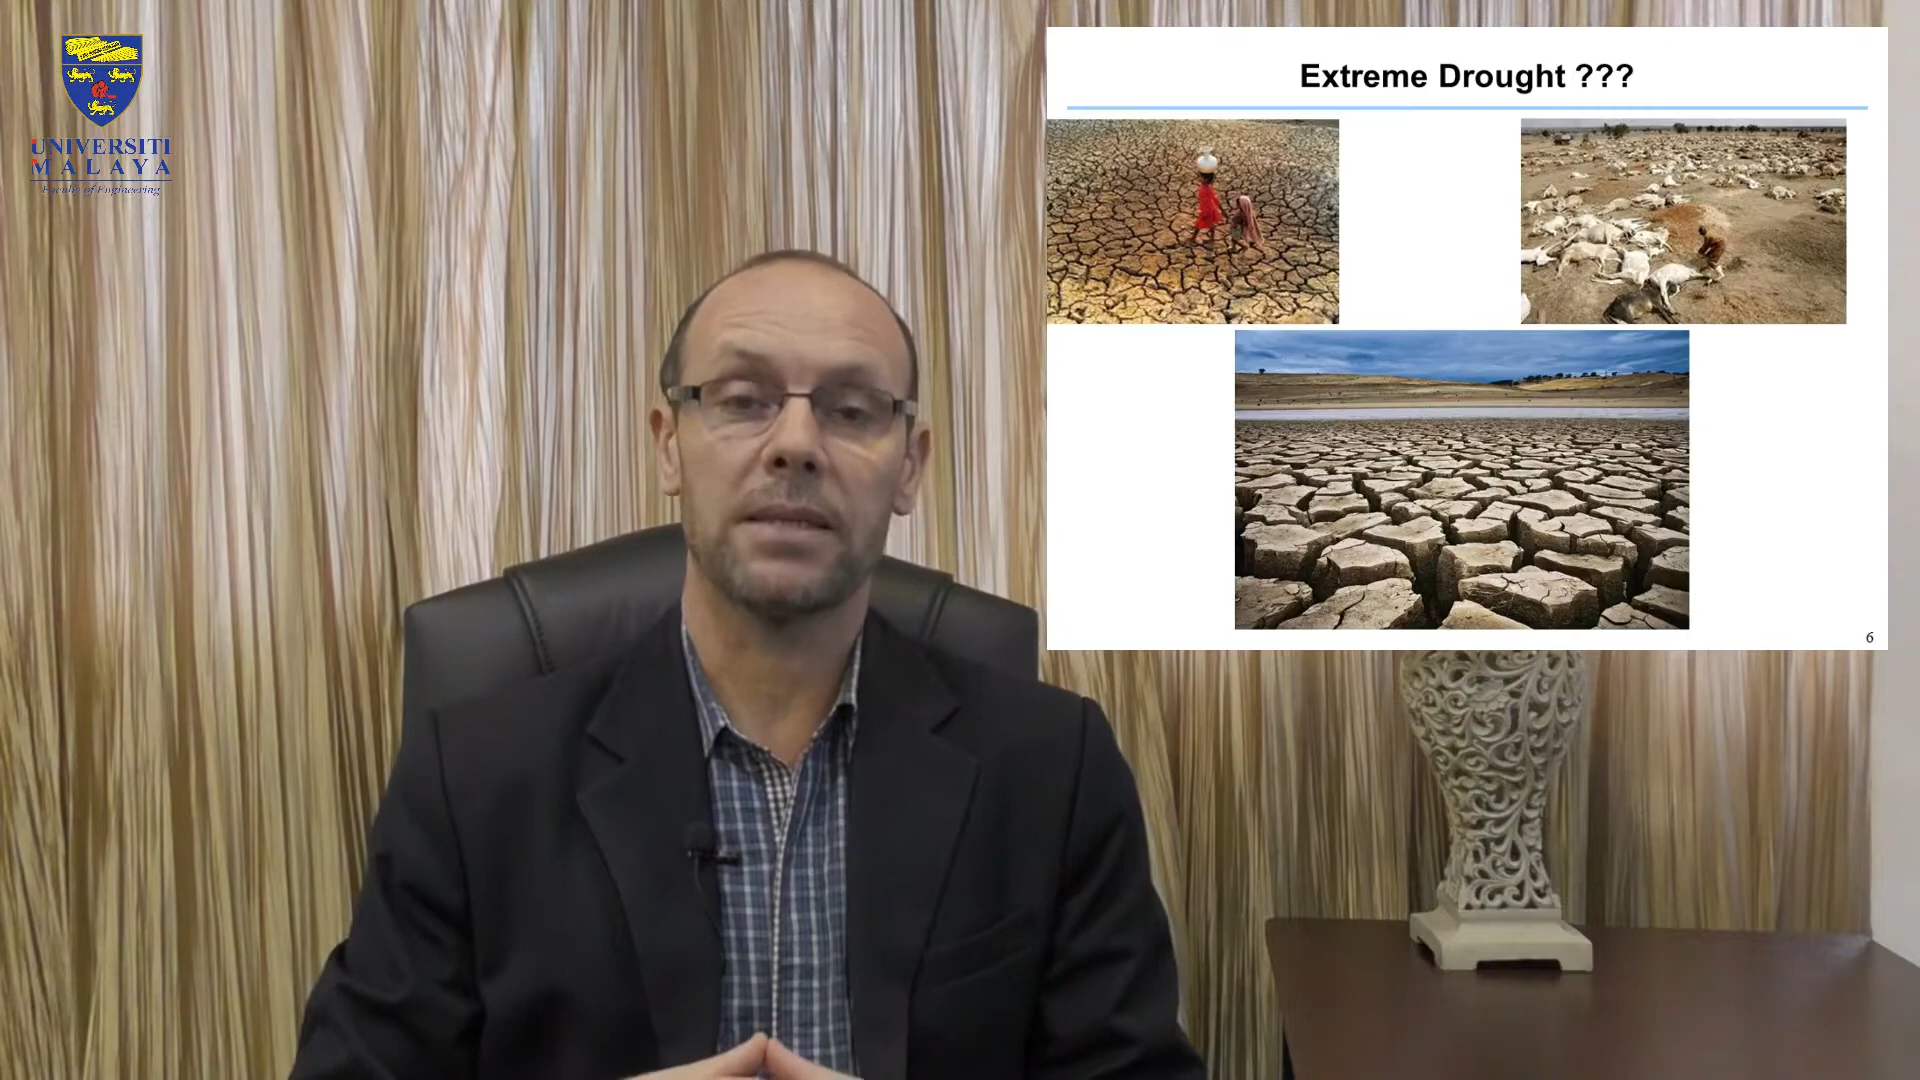 UNIVERSITI
MALAYA
Faculty of Engineering
Extreme Drought ???
6